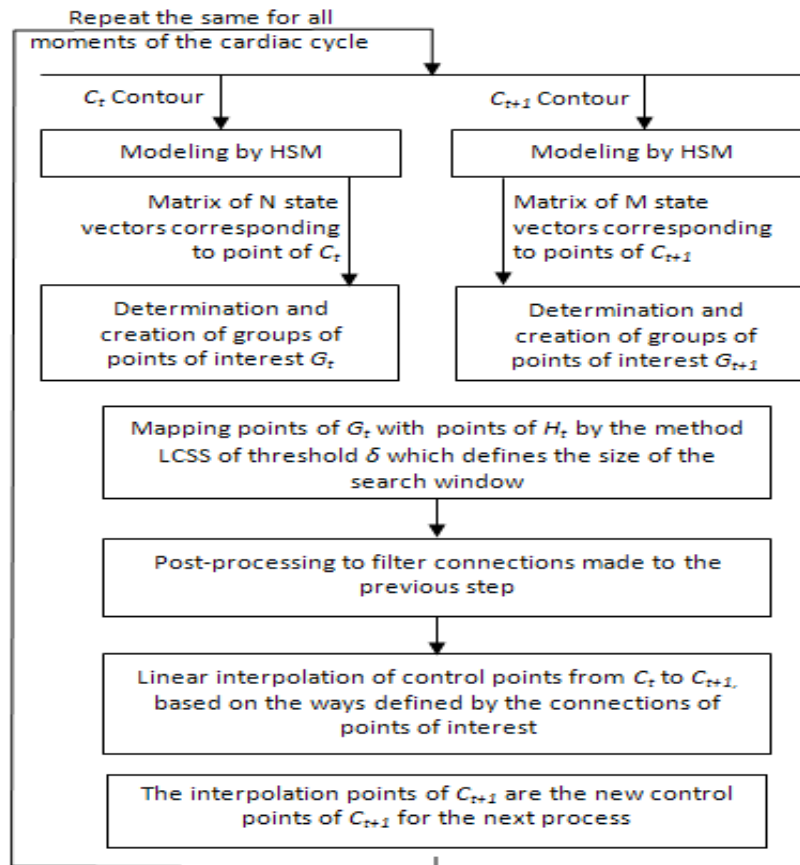 Repeat the same for all
moments of the cardiac cycle
Ct Contour
Ct+1 Contour
Modeling by HSM
Modeling by HSM
Matrix of N state
vectors corresponding
to point of Ct
Matrix of M state
vectors corresponding
to points of Ct+1
Determination and
creation of groups of
points of interest Gt
Determination and
creation of groups of
points of interest Gt+1
Mapping points of Gt with points of Ht by the method
LCSS of threshold δ which defines the size of the
search window
Post-processing to filter connections made to the
previous step
Linear interpolation of control points from Ct to Ct+1,
based on the ways defined by the connections of
points of interest
The interpolation points of Ct+1 are the new control
points of Ct+1 for the next process